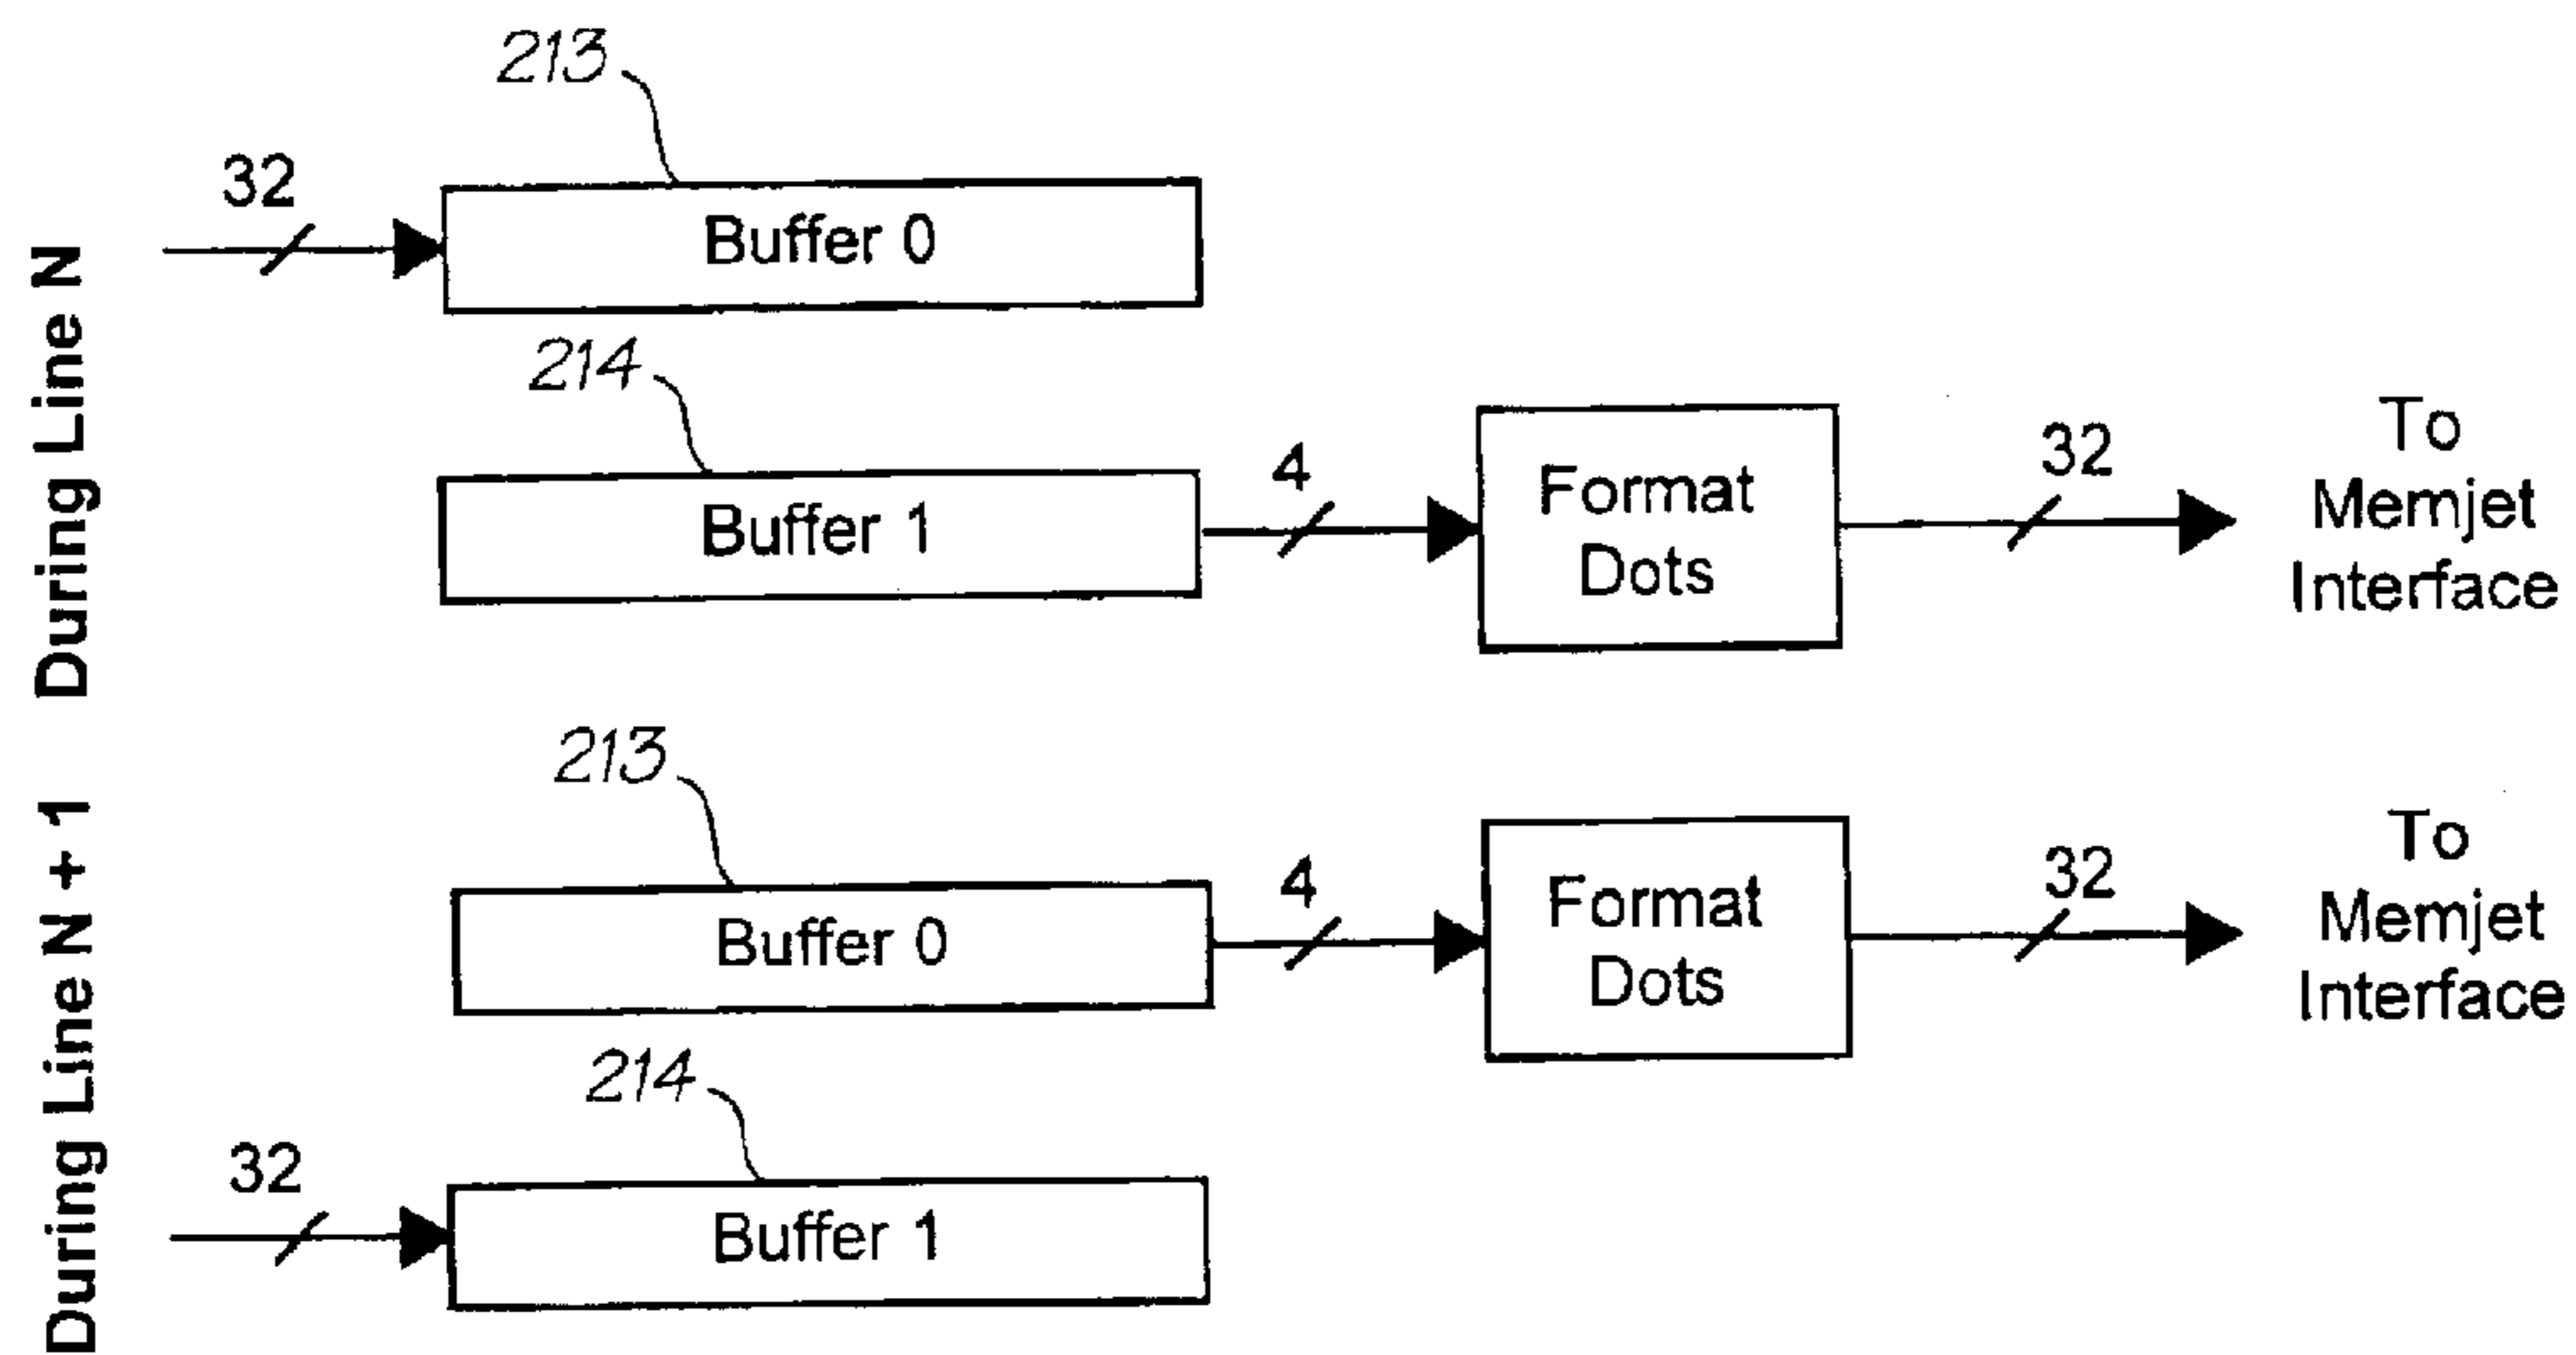 During Line N
213
32
Buffer 0
214
Buffer 1
4
Format
Dots
32
To
Memjet
Interface
During Line N + 1
213
Buffer 0
4
Format
Dots
32
To
Memjet
Interface
214
32
Buffer 1